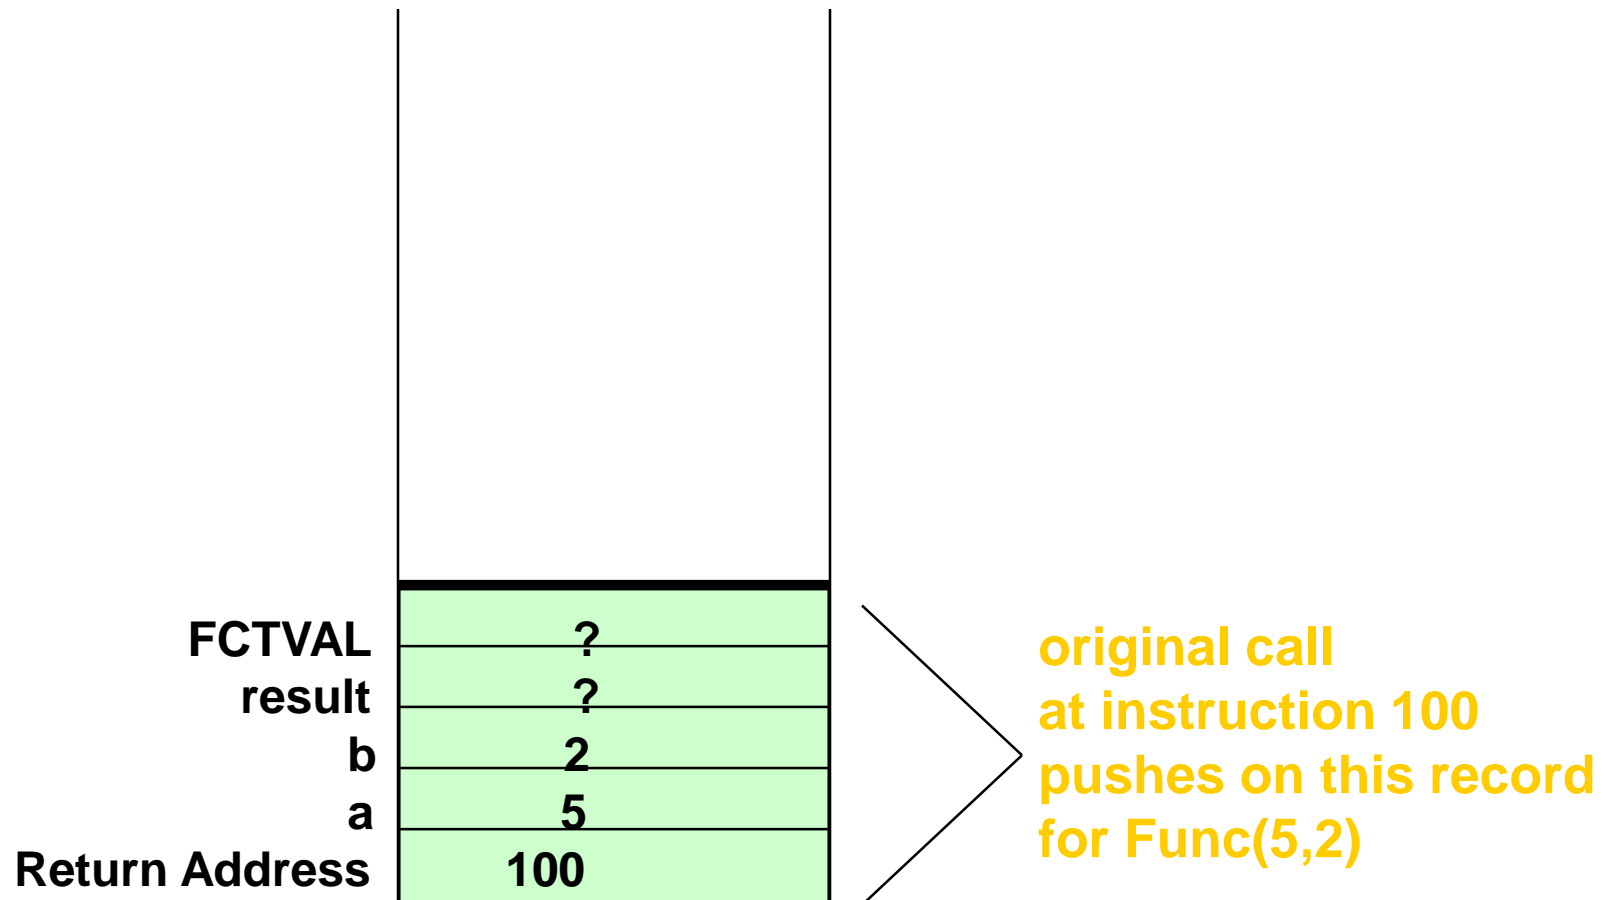 FCTVAL ?
result ?
b 2
a 5
Return Address 100
original call
at instruction 100
pushes on this record
for Func(5,2)